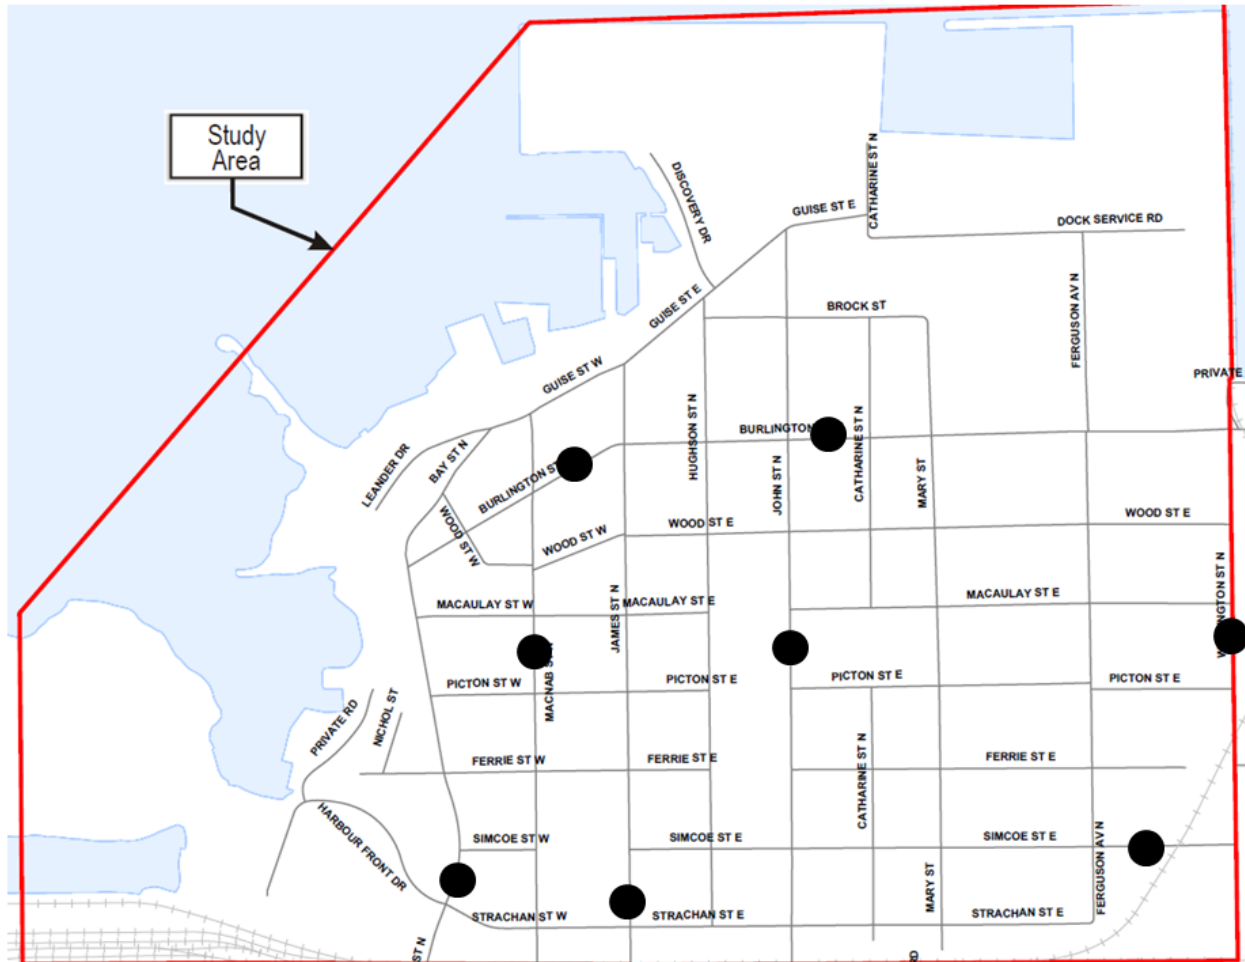 Study
Area
DISCOVERY DR
CATHARINE ST N
GUISE ST E
DOCK SERVICE RD
GUISE ST E
BROCK ST
FERGUSON AV N
GUISE ST W
PRIVATE
HUGHSON ST N
BURLINGTON
LEANDER DR
BAY ST N
BURLINGTON ST
JOHN ST N
CATHARINE ST N
MARY ST
WOOD ST W
WOOD ST W
WOOD ST E
WOOD ST E
MACAULAY ST W
JAMES ST N
MACAULAY ST E
MACAULAY ST E
PICTON ST W
MACNAB
PICTON ST E
PICTON ST E
PICTON ST E
PRIVATE RD
NICHOL ST
FERRIE ST W
FERRIE ST E
CATHARINE ST N
FERRIE ST E
HARBOUR FRONT DR
SIMCOE ST W
SIMCOE ST E
SIMCOE ST E
FERGUSON AV N
MARY ST
STRACHAN ST W
STRACHAN ST E
STRACHAN ST E
ST N
RD